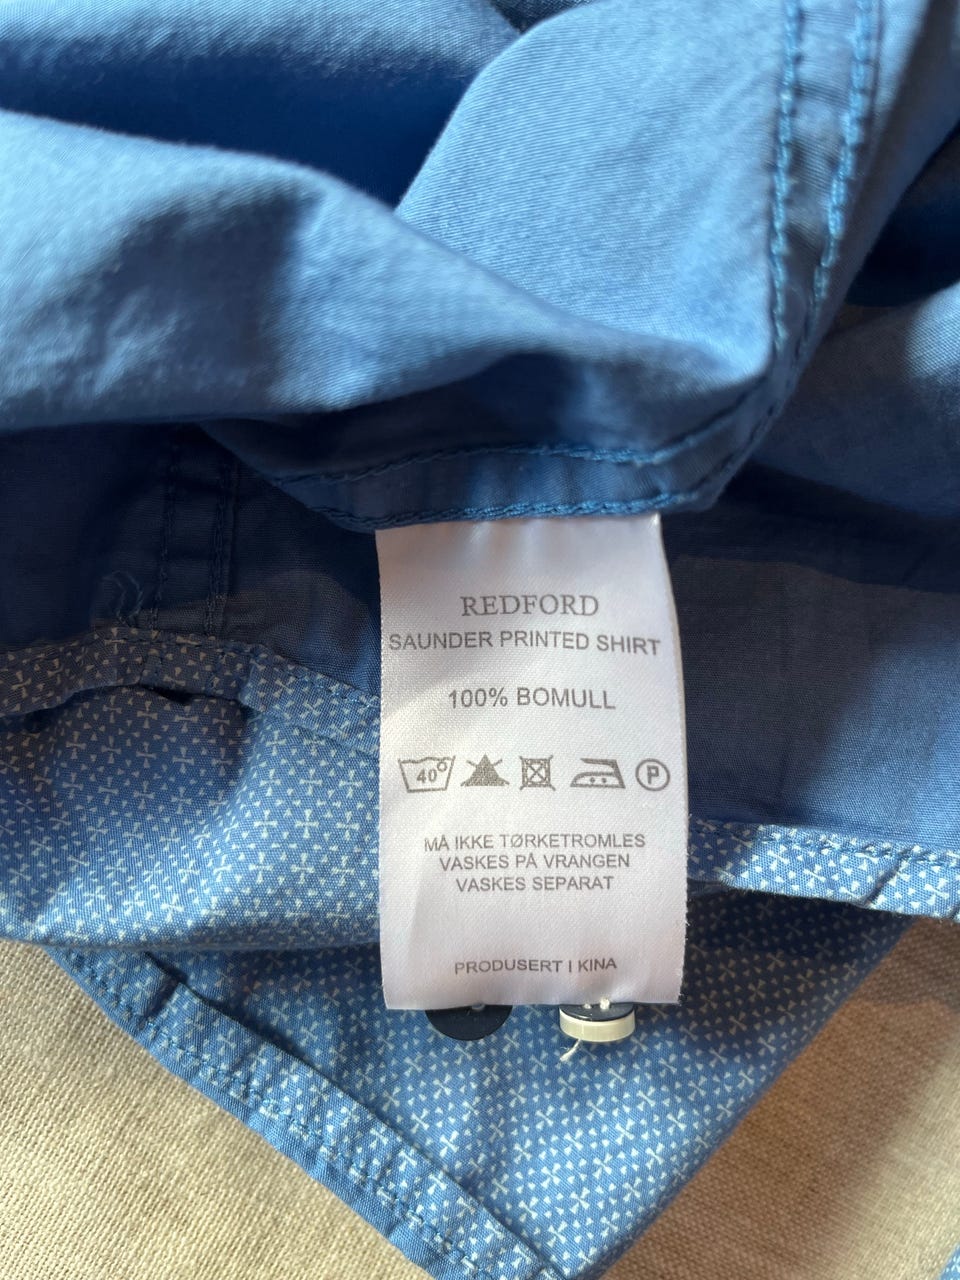 REDFORD
SAUNDER PRINTED SHIRT
100% BOMULL
40° P
MÅ IKKE TØRKETROMLES
VASKES PÅ VRANGEN
VASKES SEPARAT
PRODUSERT I KINA